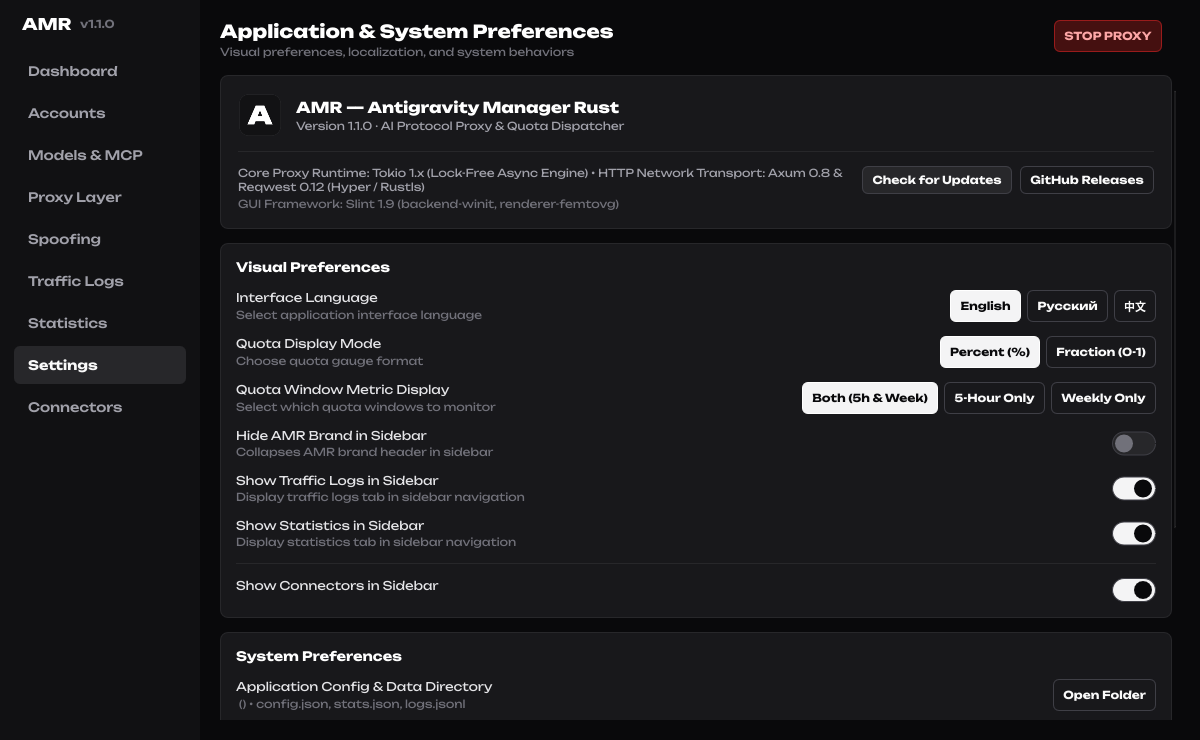 AMR v1.1.0
Dashboard
Accounts
Models & MCP
Proxy Layer
Spoofing
Traffic Logs
Statistics
Settings
Connectors
Application & System Preferences
Visual preferences, localization, and system behaviors
STOP PROXY
A
AMR — Antigravity Manager Rust
Version 1.1.0 · AI Protocol Proxy & Quota Dispatcher
Core Proxy Runtime: Tokio 1.x (Lock-Free Async Engine) • HTTP Network Transport: Axum 0.8 &
Reqwest 0.12 (Hyper / Rustls)
GUI Framework: Slint 1.9 (backend-winit, renderer-femtovg)
Check for Updates
GitHub Releases
Visual Preferences
Interface Language
Select application interface language
English
Русский
中文
Quota Display Mode
Choose quota gauge format
Percent (%)
Fraction (0-1)
Quota Window Metric Display
Select which quota windows to monitor
Both (5h & Week)
5-Hour Only
Weekly Only
Hide AMR Brand in Sidebar
Collapses AMR brand header in sidebar
Show Traffic Logs in Sidebar
Display traffic logs tab in sidebar navigation
Show Statistics in Sidebar
Display statistics tab in sidebar navigation
Show Connectors in Sidebar
System Preferences
Application Config & Data Directory
() • config.json, stats.json, logs.jsonl
Open Folder